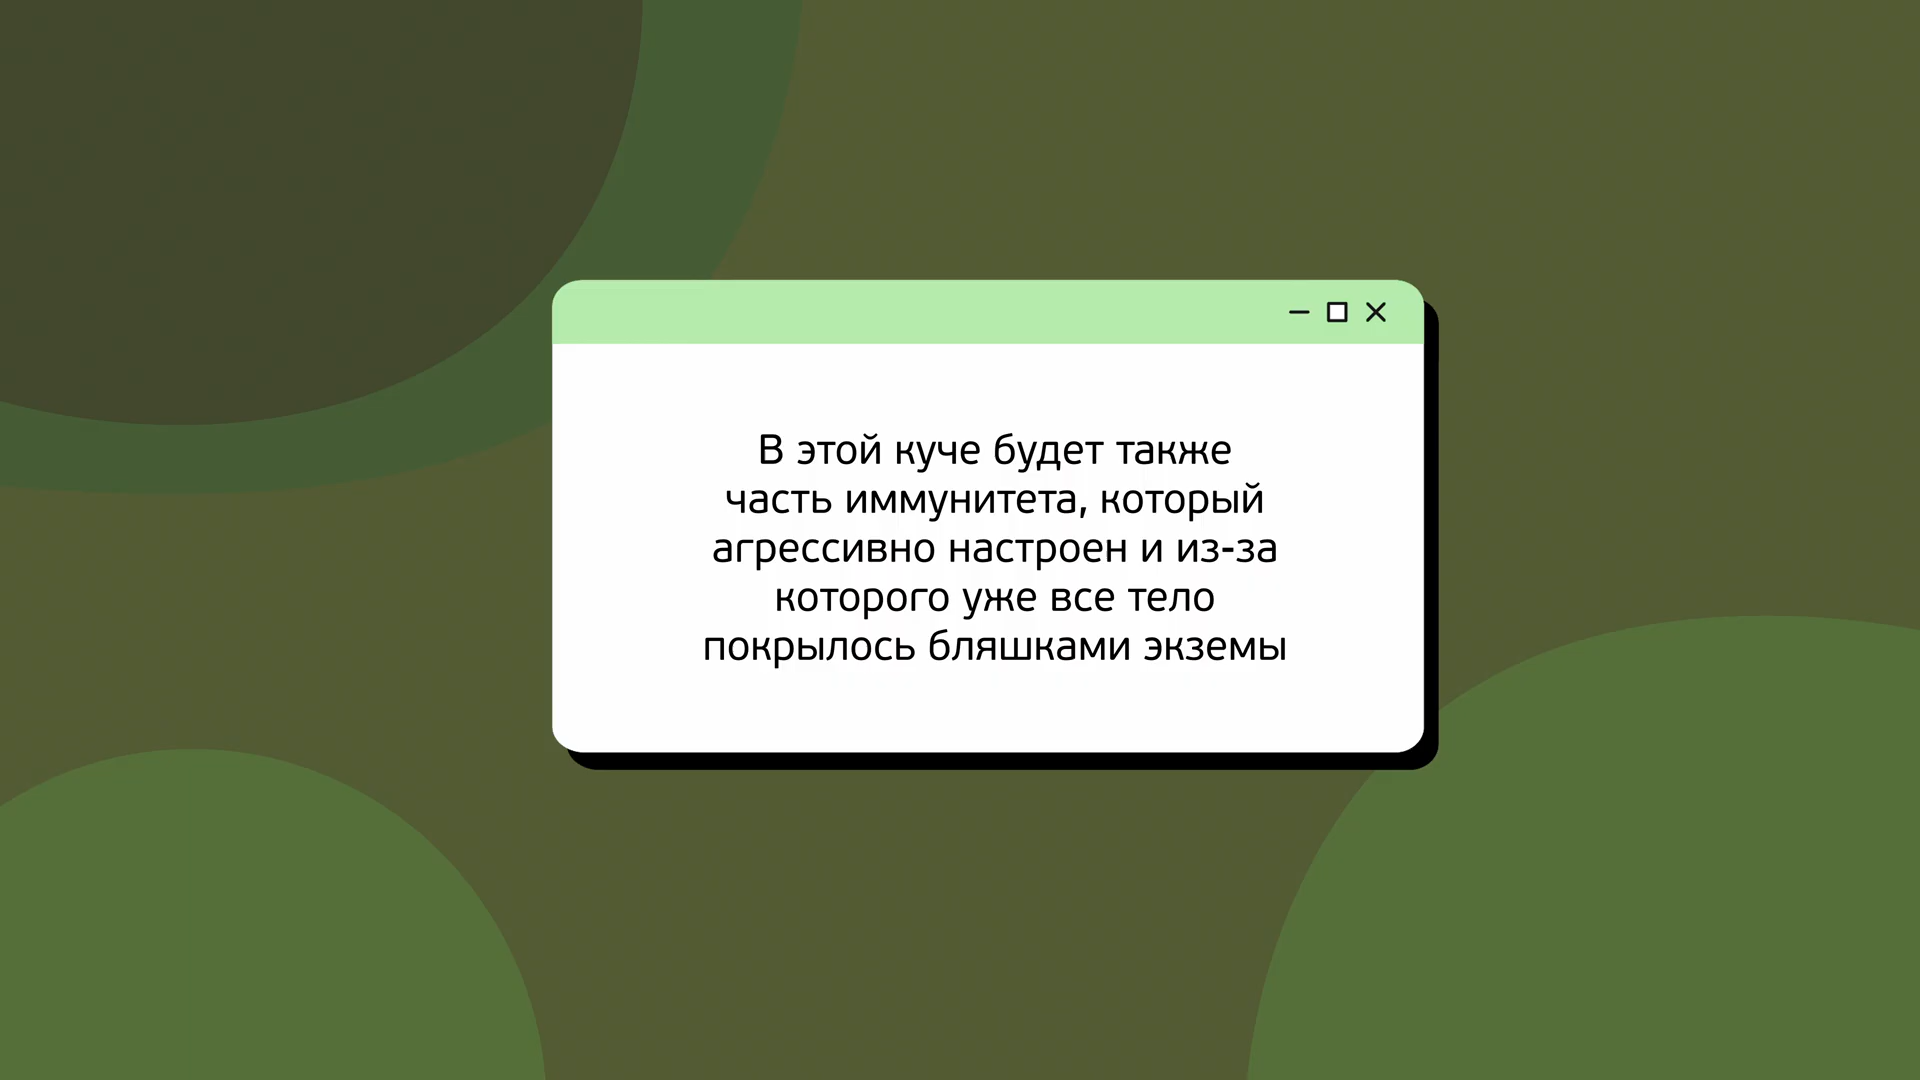 В этой куче будет также
часть иммунитета, который
агрессивно настроен и из-за
которого уже все тело
покрылось бляшками экземы